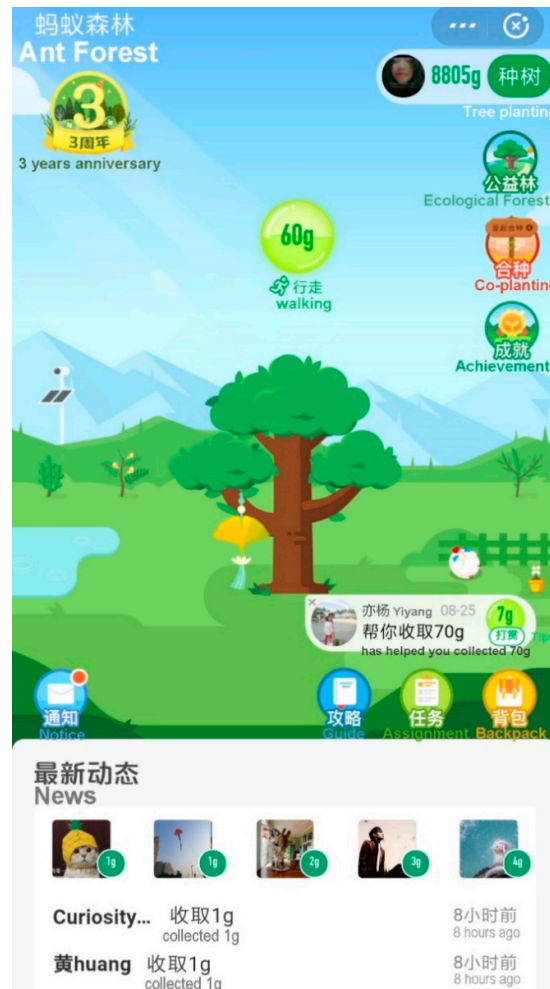 蚂蚁森林
Ant Forest
8805g
种树
Tree planting
3
3周年
3 years anniversary
公益林
Ecological Forest
发起合种
合种
Co-planting
60g
行走
walking
成就
Achievement
亦杨 Yiyang 08-25
帮你收取70g
has helped you collected 70g
7g
打赏 Tip
通知
Notice
攻略
Guide
任务
Assignment
背包
Backpack
最新动态
News
1g 1g 2g 3g 4g
Curiosity... 收取1g 8小时前
collected 1g 8 hours ago
黄huang 收取1g 8小时前
collected 1g 8 hours ago